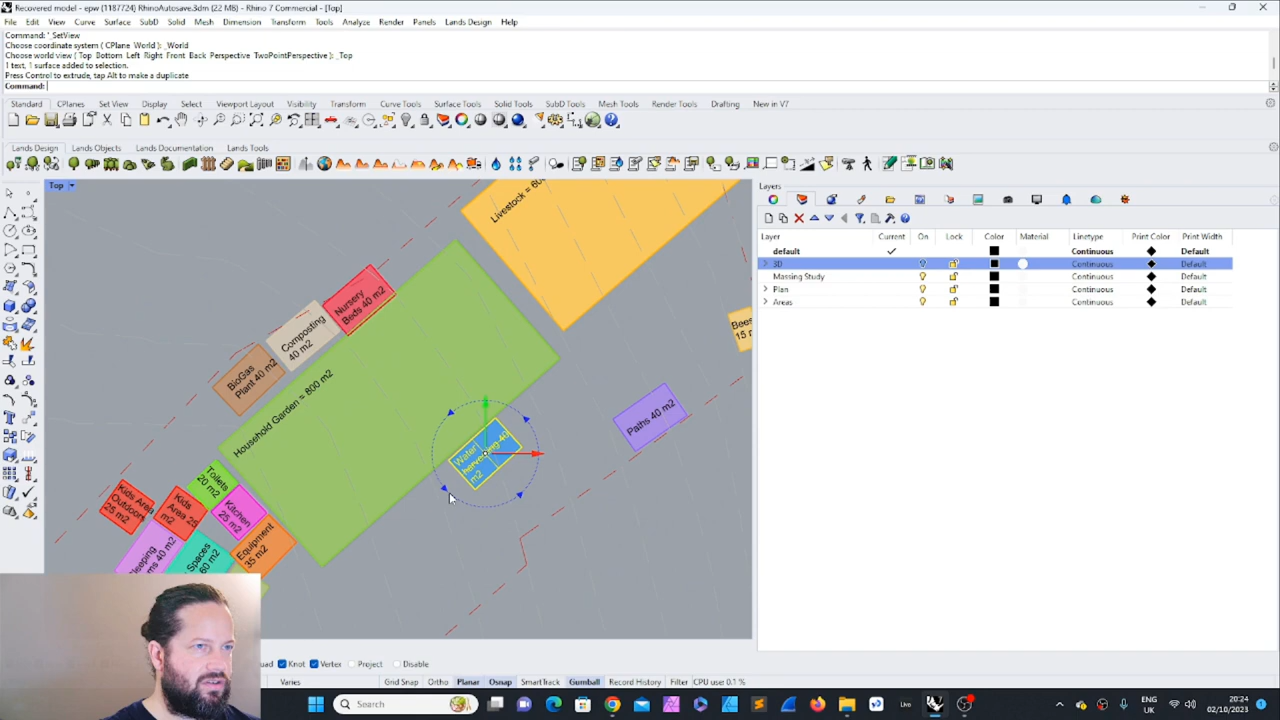 Recovered model - epw (1187724) RhinoAutosave.3dm (22 MB) - Rhino 7 Commercial - [Top]
File Edit View Curve Surface Solid SubD Mesh Dimension Transform Tools Analyze Render Panels Lands Design Help
Command: '_SetView
Choose coordinate system ( CPlane World ): _World
Choose world view ( Top Bottom Left Right Front Back Perspective TwoPointPerspective ): _Top
1 text, 1 surface added to selection.
Press Control to extrude, tap Alt to make a duplicate
Command:
Standard CPlanes Set View Display Select Viewport Layout Visibility Transform Curve Tools Surface Tools Solid Tools SubD Tools Mesh Tools Render Tools Drafting New in V7
Lands Design Lands Objects Lands Documentation Lands Tools
Top
Layers
Layer Current On Lock Color Material Linetype Print Color Print Width
default Continuous Default
3D Continuous Default
Massing Study Continuous Default
Plan Continuous Default
Areas Continuous Default
Livestock =
Nursery
Beds 40 m2
Composting
40 m2
BioGas
Plant 40 m2
Household Garden = 800 m2
Bees
15 m
Paths 40 m2
Water
harvesting 40
m2
Toilets
20 m2
Kids Area
Outdoor
25 m2
Kids
Area 25
m2
Kitchen
25 m2
Equipment
35 m2
40 m2
Spaces
60 m2
Knot Vertex Project Disable
Varies Grid Snap Ortho Planar Osnap SmartTrack Gumball Record History Filter CPU use: 0.1 %
Search
Live
ENG
UK
20:24
02/10/2023